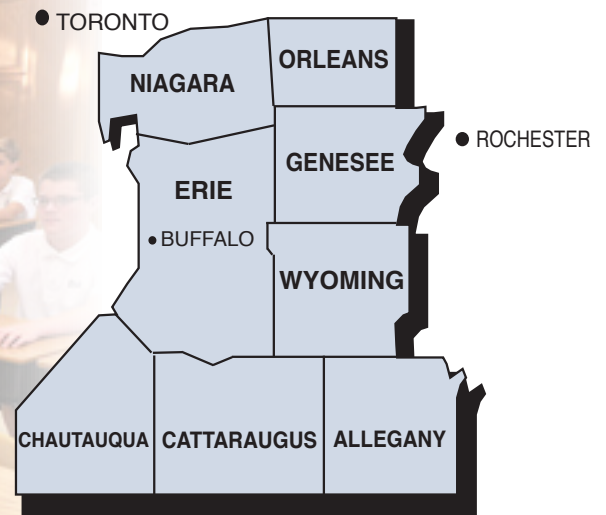 TORONTO
ORLEANS
NIAGARA
ROCHESTER
GENESEE
ERIE
BUFFALO
WYOMING
CHAUTAUQUA
CATTARAUGUS
ALLEGANY